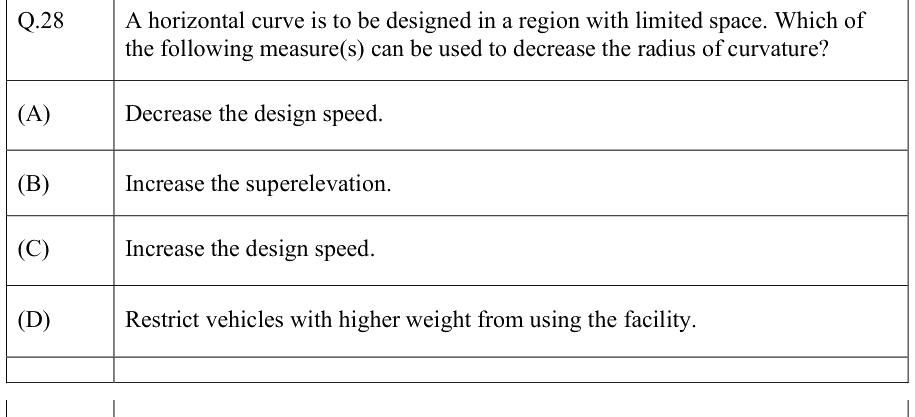 Q.28 A horizontal curve is to be designed in a region with limited space. Which of
the following measure(s) can be used to decrease the radius of curvature?
(A) Decrease the design speed.
(B) Increase the superelevation.
(C) Increase the design speed.
(D) Restrict vehicles with higher weight from using the facility.